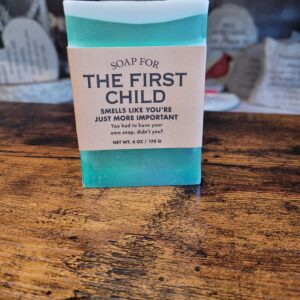 SOAP FOR
THE FIRST
CHILD
SMELLS LIKE YOU'RE
JUST MORE IMPORTANT
You had to have your
own soap, didn't you?
NET WT. 6 OZ / 170 G